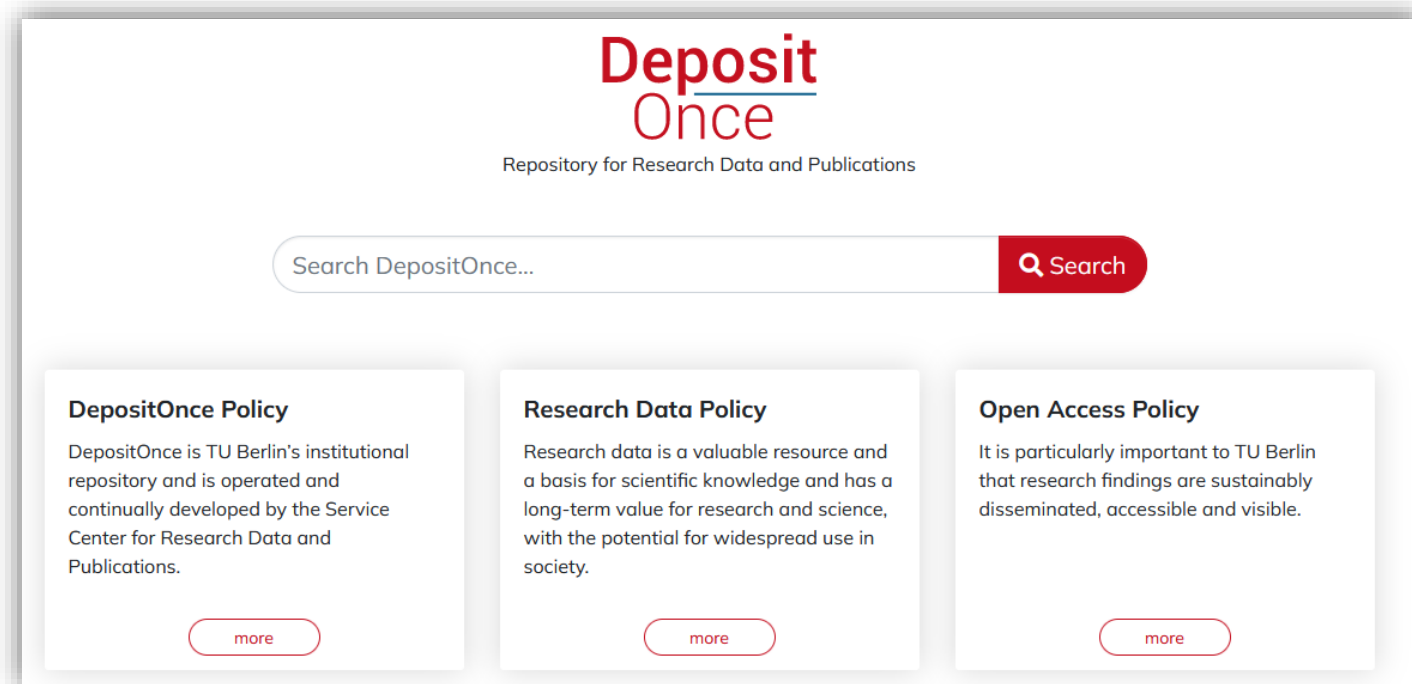 Deposit
Once
Repository for Research Data and Publications
Search DepositOnce...
Search
DepositOnce Policy
DepositOnce is TU Berlin's institutional
repository and is operated and
continually developed by the Service
Center for Research Data and
Publications.
more
Research Data Policy
Research data is a valuable resource and
a basis for scientific knowledge and has a
long-term value for research and science,
with the potential for widespread use in
society.
more
Open Access Policy
It is particularly important to TU Berlin
that research findings are sustainably
disseminated, accessible and visible.
more